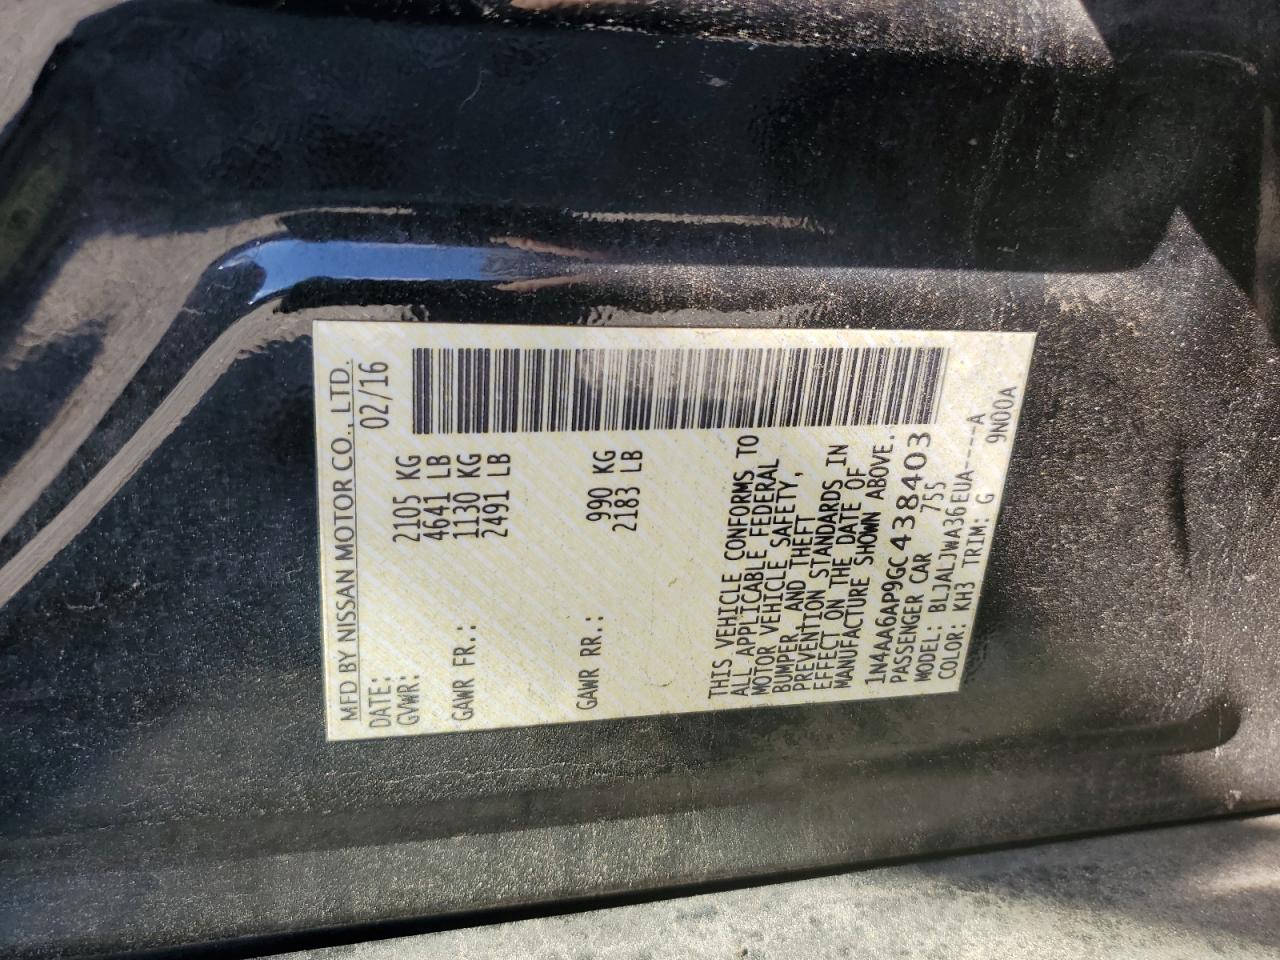 MFD BY NISSAN MOTOR CO., LTD.
DATE: 02/16
GVWR: 2105 KG
4641 LB
GAWR FR.: 1130 KG
2491 LB
GAWR RR.: 990 KG
2183 LB
THIS VEHICLE CONFORMS TO
ALL APPLICABLE FEDERAL
MOTOR VEHICLE SAFETY,
BUMPER, AND THEFT
PREVENTION STANDARDS IN
EFFECT ON THE DATE OF
MANUFACTURE SHOWN ABOVE.
1N4AA6AP9GC438403
PASSENGER CAR 755
MODEL: BLJALJWA36EUA-----A
COLOR: KH3 TRIM: G 9N00A